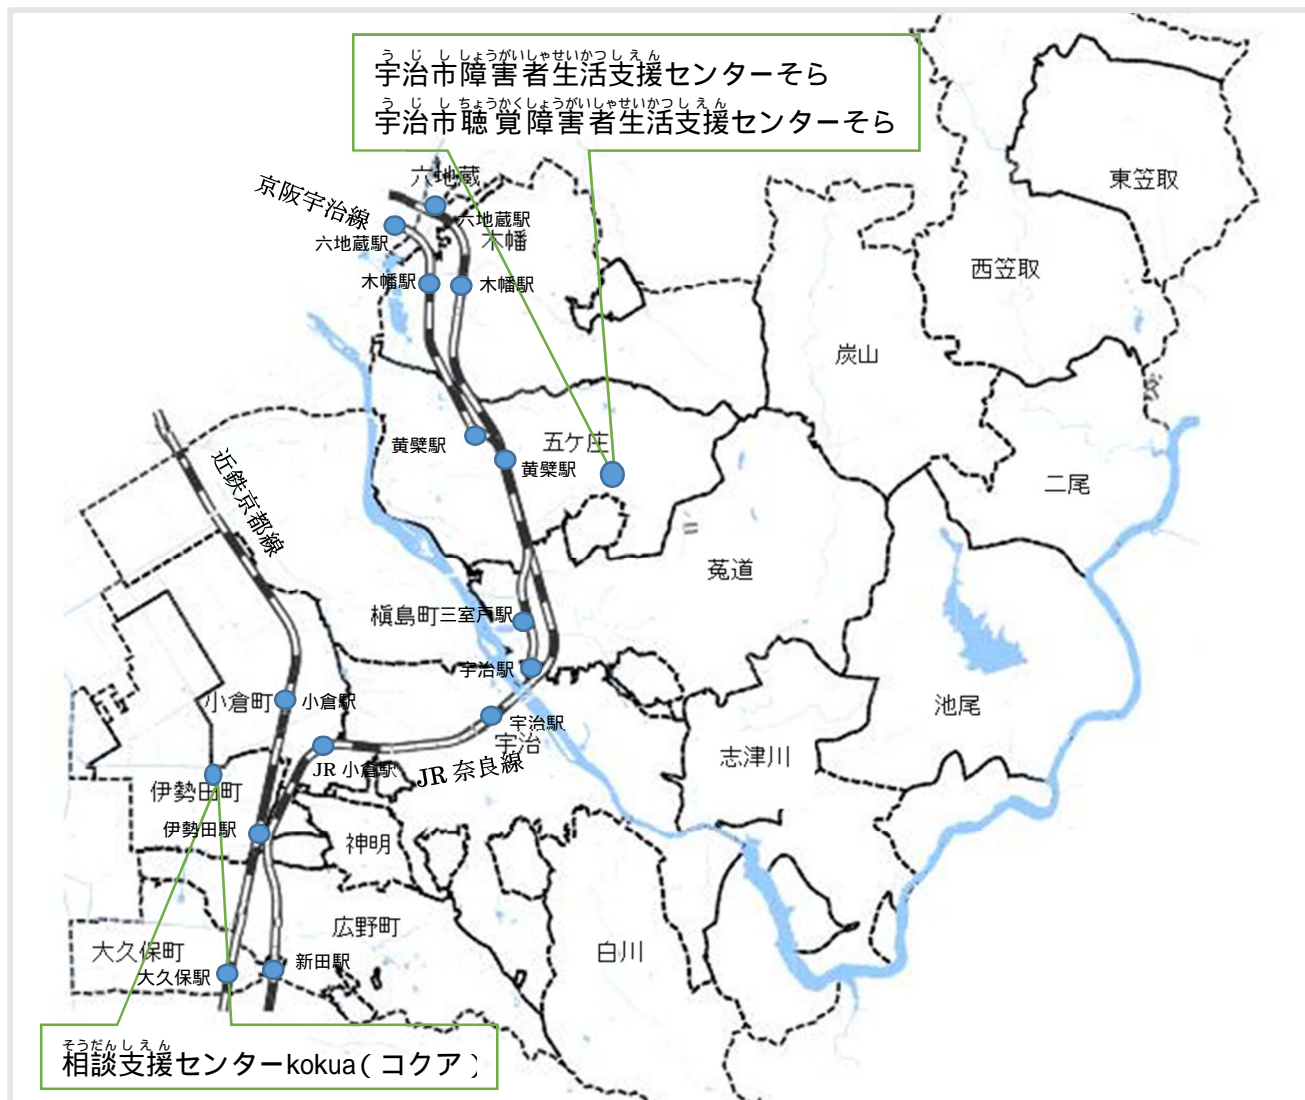 うじししょうがいしゃせいかつしえん
宇治市障害者生活支援センターそら
うじしちょうかくしょうがいしゃせいかつしえん
宇治市聴覚障害者生活支援センターそら
東笠取
六地蔵
京阪宇治線
六地蔵駅
六地蔵駅
木幡
西笠取
木幡駅
木幡駅
炭山
黄檗駅
五ケ庄
黄檗駅
二尾
近鉄京都線
菟道
槇島町
三室戸駅
宇治駅
小倉町
小倉駅
池尾
宇治駅
宇治
志津川
JR 小倉駅
JR 奈良線
伊勢田町
伊勢田駅
神明
広野町
大久保町
白川
新田駅
大久保駅
そうだんしえん
相談支援センターkokua(コクア)